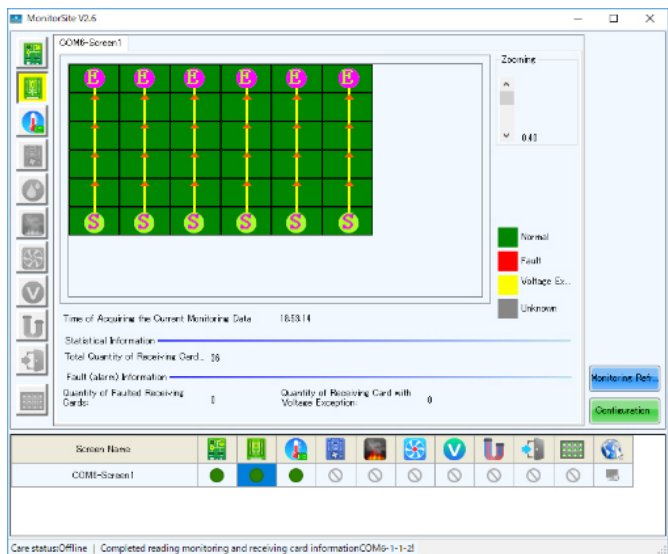 MonitorSite V2.6
COM6-Screen1
Zooming
0.40
E E E E E E
S S S S S S
Normal
Fault
Voltage Ex...
Unknown
Time of Acquiring the Current Monitoring Data 18:53:14
Statistical Information
Total Quantity of Receiving Card... 36
Fault (alarm) Information
Quantity of Faulted Receiving Cards: 0
Quantity of Receiving Card with Voltage Exception: 0
Monitoring Refr...
Configuration
Screen Name
COM6-Screen1
Care status:Offline | Completed reading monitoring and receiving card informationCOM6-1-1-2!